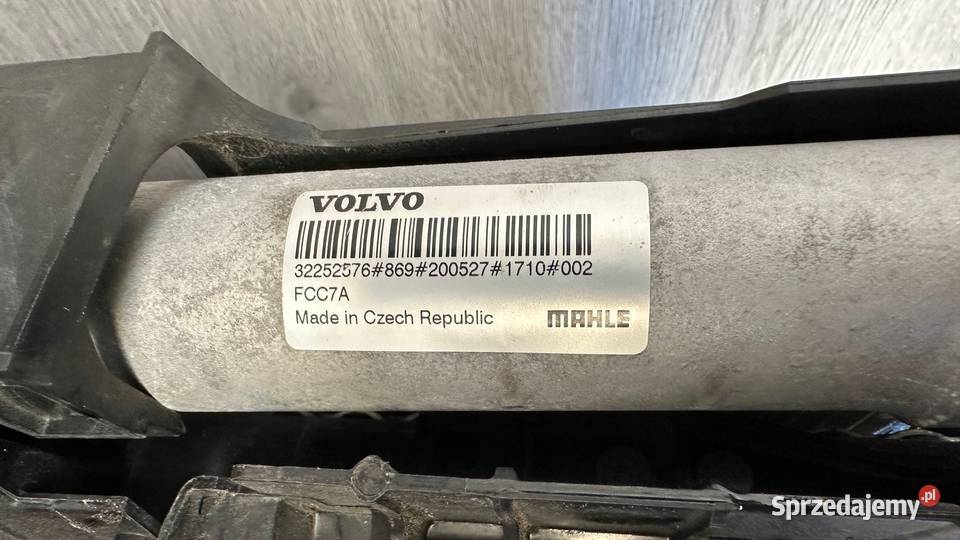 VOLVO
32252576#869#200527#1710#002
FCC7A
Made in Czech Republic
MAHLE
Sprzedajemy.pl